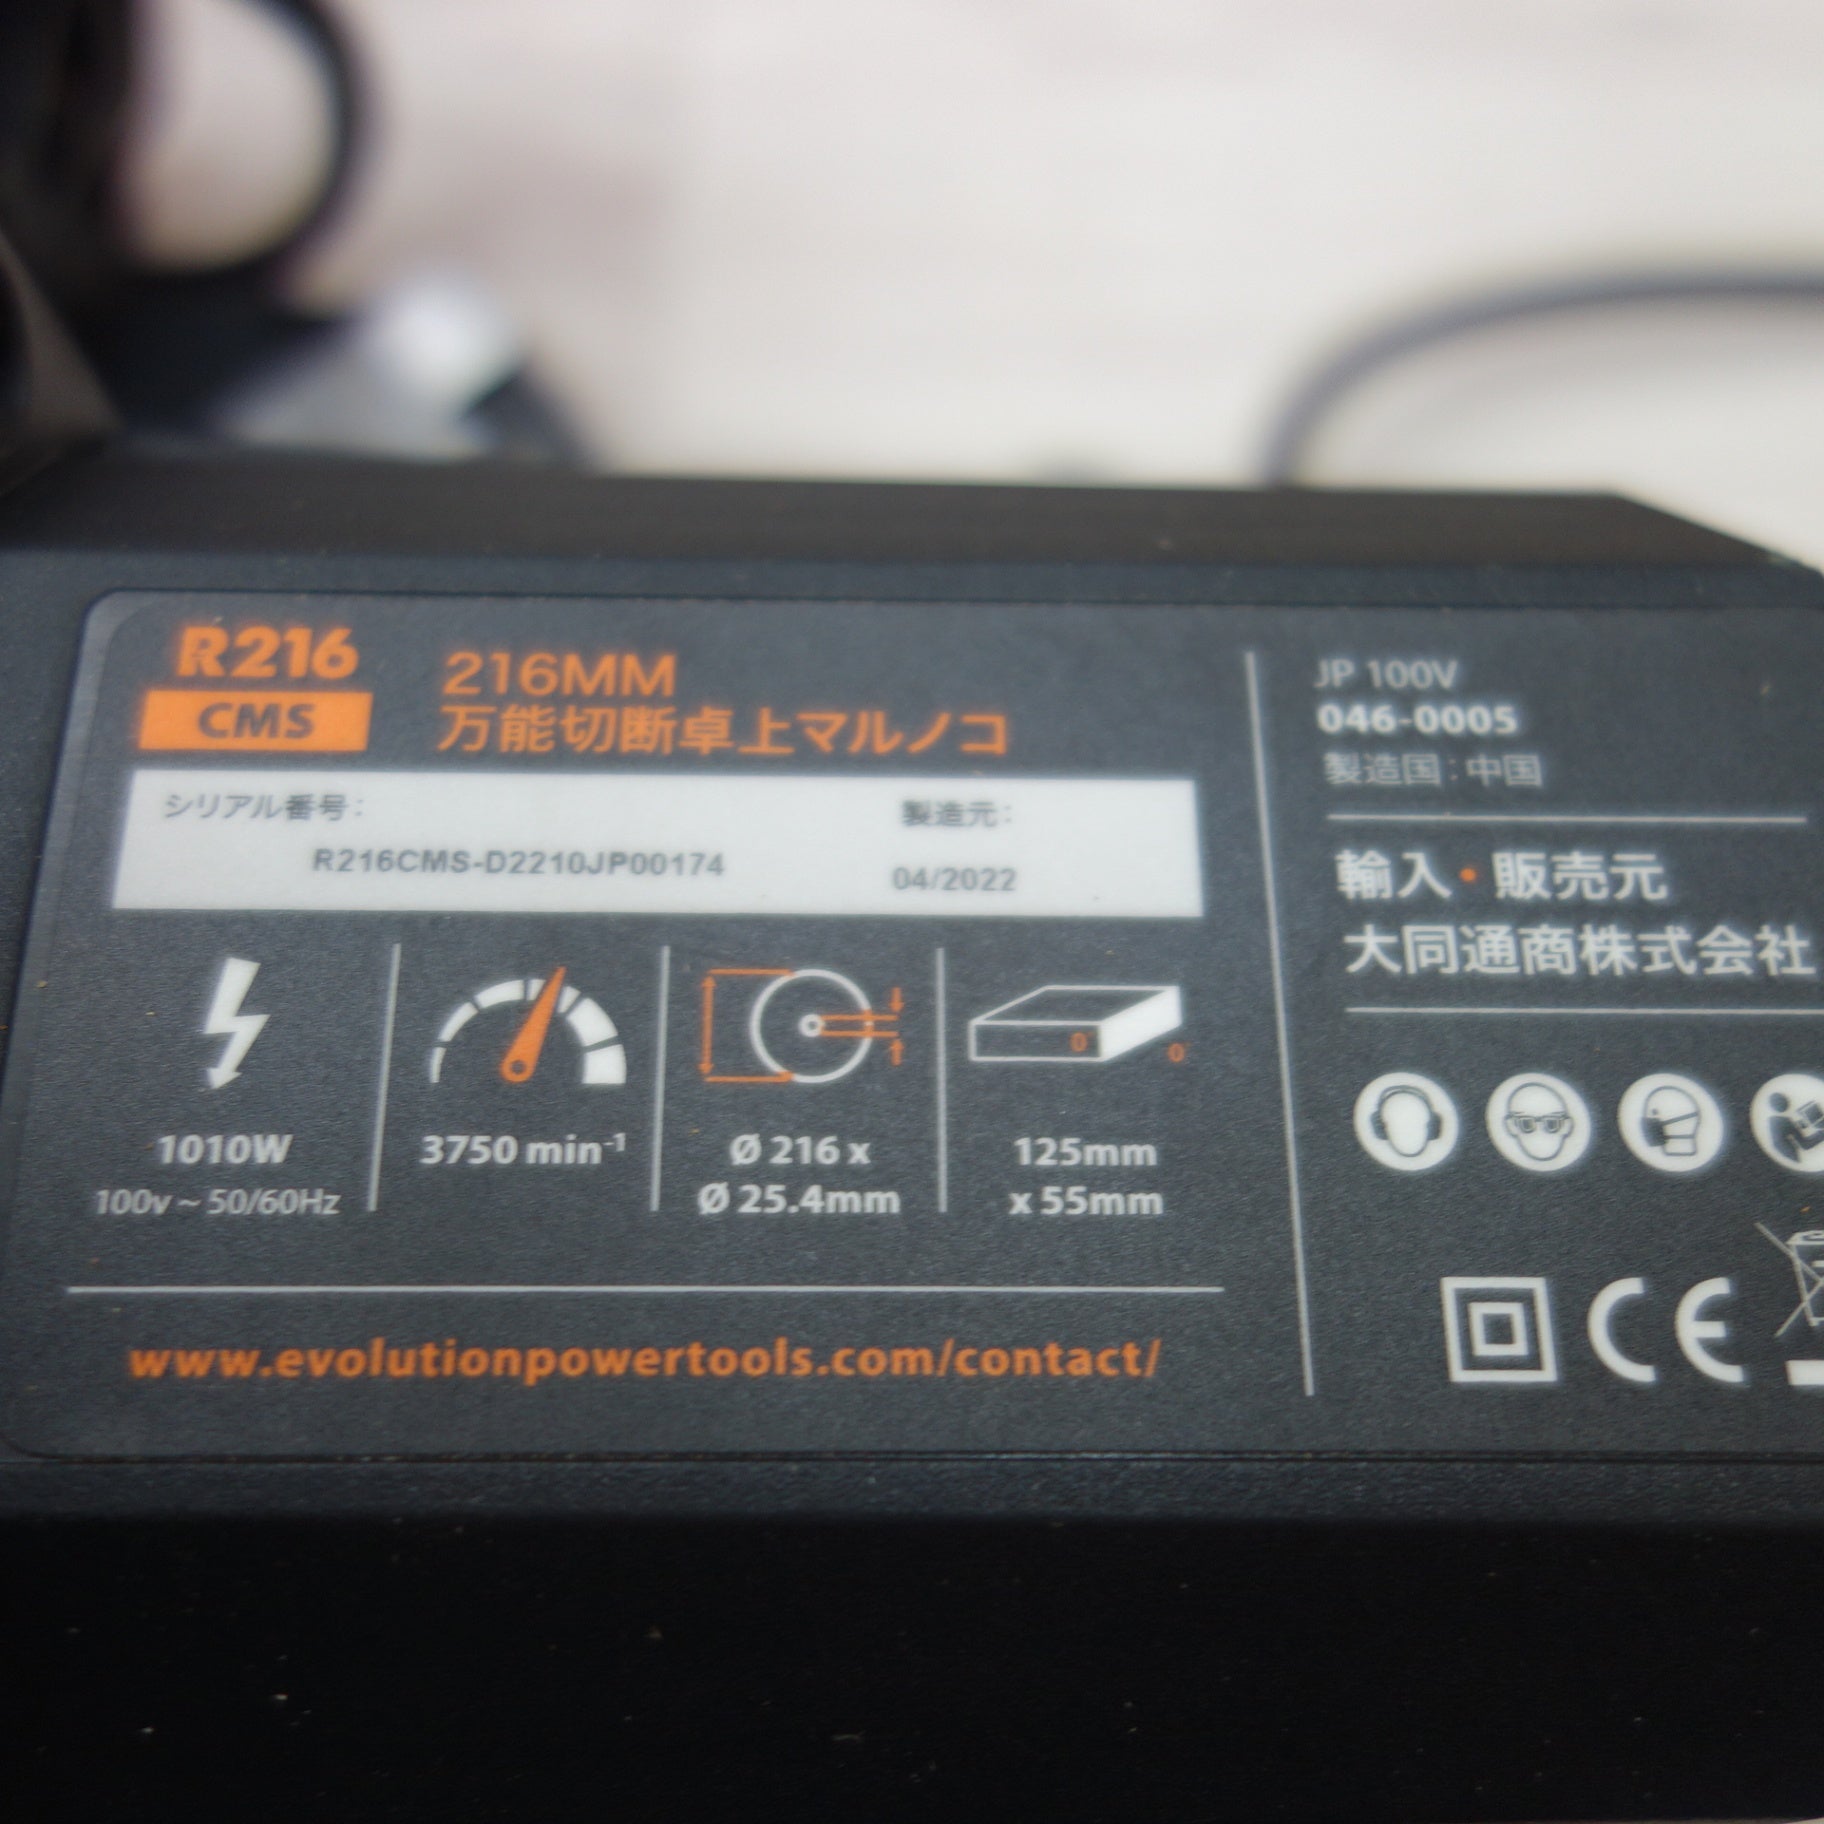 R216
CMS
216MM
万能切断卓上マルノコ
シリアル番号:
R216CMS-D2210JP00174
製造元:
04/2022
1010W
100v ~ 50/60Hz
3750 min-1
Ø 216 x
Ø 25.4mm
125mm
x 55mm
0
0
www.evolutionpowertools.com/contact/
JP 100V
046-0005
製造国:中国
輸入・販売元
大同通商株式会社
CE